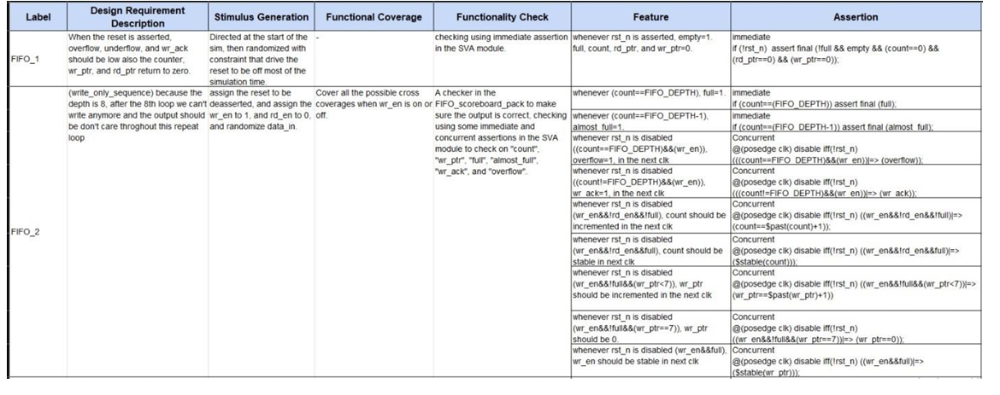 Label
Design Requirement
Description
Stimulus Generation
Functional Coverage
Functionality Check
Feature
Assertion
FIFO_1
When the reset is asserted,
overflow, underflow, and wr_ack
should be low also the counter,
wr_ptr, and rd_ptr return to zero.
Directed at the start of the
sim, then randomized with
constraint that drive the
reset to be off most of the
simulation time.
-
checking using immediate assertion
in the SVA module.
whenever rst_n is asserted, empty=1.
full, count, rd_ptr, and wr_ptr=0.
immediate
if (!rst_n) assert final (!full && empty && (count==0) &&
(rd_ptr==0) && (wr_ptr==0));
FIFO_2
(write_only_sequence) because the
depth is 8, after the 8th loop we can't
write anymore and the output should
be don't care throghout this repeat
loop
assign the reset to be
deasserted, and assign the
wr_en to 1, and rd_en to 0,
and randomize data_in.
Cover all the possible cross
coverages when wr_en is on or
off.
A checker in the
FIFO_scoreboard_pack to make
sure the output is correct, checking
using some immediate and
concurrent assertions in the SVA
module to check on "count",
"wr_ptr", "full", "almost_full",
"wr_ack", and "overflow".
whenever (count==FIFO_DEPTH), full=1.
immediate
if (count==(FIFO_DEPTH)) assert final (full);
whenever (count==FIFO_DEPTH-1),
almost_full=1.
immediate
if (count==(FIFO_DEPTH-1)) assert final (almost_full);
whenever rst_n is disabled
((count==FIFO_DEPTH)&&(wr_en)),
overflow=1, in the next clk
Concurrent
@(posedge clk) disable iff(!rst_n)
(((count==FIFO_DEPTH)&&(wr_en))|=> (overflow));
whenever rst_n is disabled
((count!=FIFO_DEPTH)&&(wr_en)),
wr_ack=1, in the next clk
Concurrent
@(posedge clk) disable iff(!rst_n)
(((count!=FIFO_DEPTH)&&(wr_en))|=> (wr_ack));
whenever rst_n is disabled
(wr_en&&!rd_en&&!full), count should be
incremented in the next clk
Concurrent
@(posedge clk) disable iff(!rst_n) ((wr_en&&!rd_en&&!full)|=>
(count==$past(count)+1));
whenever rst_n is disabled
(wr_en&&!rd_en&&full), count should be
stable in next clk
Concurrent
@(posedge clk) disable iff(!rst_n) ((wr_en&&!rd_en&&full)|=>
($stable(count)));
whenever rst_n is disabled
(wr_en&&!full&&(wr_ptr<7)), wr_ptr
should be incremented in the next clk
Concurrent
@(posedge clk) disable iff(!rst_n) ((wr_en&&!full&&(wr_ptr<7))|=>
(wr_ptr==$past(wr_ptr)+1))
whenever rst_n is disabled
(wr_en&&!full&&(wr_ptr==7)), wr_ptr
should be 0.
Concurrent
@(posedge clk) disable iff(!rst_n)
((wr_en&&!full&&(wr_ptr==7))|=> (wr_ptr==0));
whenever rst_n is disabled (wr_en&&full),
wr_en should be stable in next clk
Concurrent
@(posedge clk) disable iff(!rst_n) ((wr_en&&full)|=>
($stable(wr_ptr)));